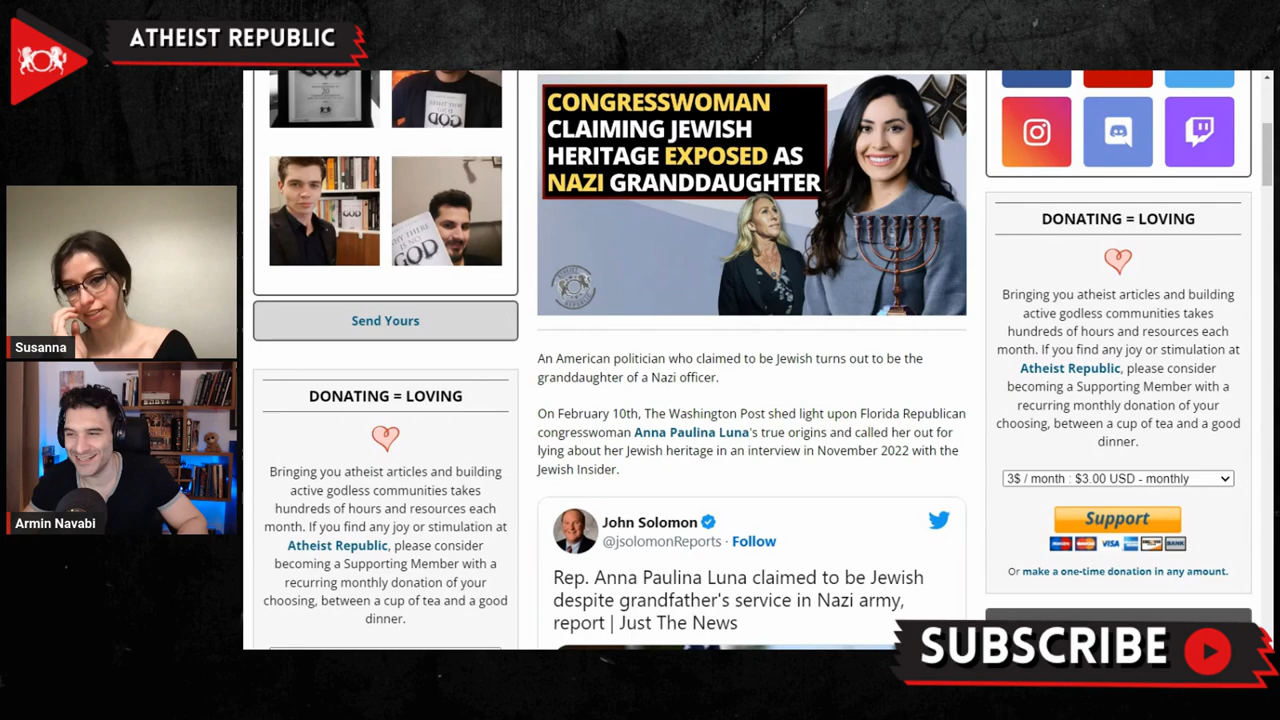 ATHEIST REPUBLIC
Susanna
Armin Navabi
GOD
WHY THERE
IS NO
GOD
Send Yours
DONATING = LOVING
Bringing you atheist articles and building
active godless communities takes
hundreds of hours and resources each
month. If you find any joy or stimulation at
Atheist Republic, please consider
becoming a Supporting Member with a
recurring monthly donation of your
choosing, between a cup of tea and a good
dinner.
CONGRESSWOMAN
CLAIMING JEWISH
HERITAGE EXPOSED AS
NAZI GRANDDAUGHTER
An American politician who claimed to be Jewish turns out to be the
granddaughter of a Nazi officer.
On February 10th, The Washington Post shed light upon Florida Republican
congresswoman Anna Paulina Luna's true origins and called her out for
lying about her Jewish heritage in an interview in November 2022 with the
Jewish Insider.
John Solomon
@jsolomonReports · Follow
Rep. Anna Paulina Luna claimed to be Jewish
despite grandfather's service in Nazi army,
report | Just The News
DONATING = LOVING
Bringing you atheist articles and building
active godless communities takes
hundreds of hours and resources each
month. If you find any joy or stimulation at
Atheist Republic, please consider
becoming a Supporting Member with a
recurring monthly donation of your
choosing, between a cup of tea and a good
dinner.
3$ / month : $3.00 USD - monthly
Support
VISA
BANK
Or make a one-time donation in any amount.
SUBSCRIBE